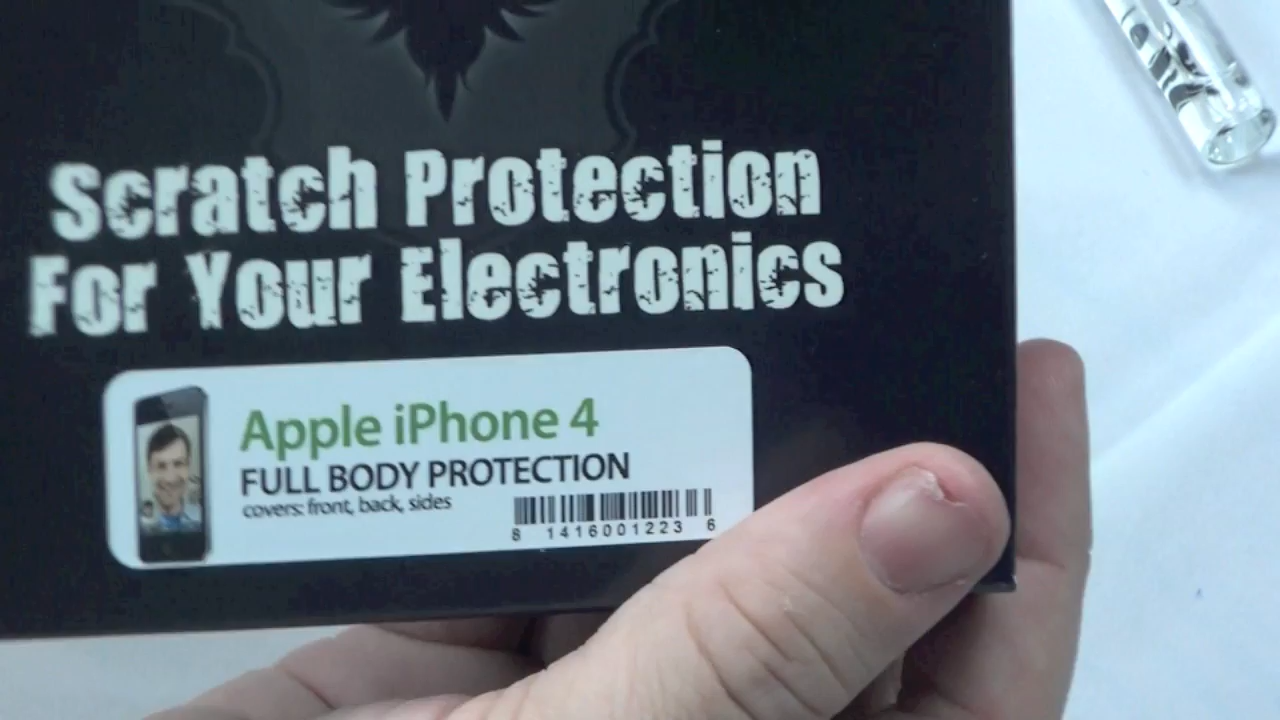 Scratch Protection
For Your Electronics
Apple iPhone 4
FULL BODY PROTECTION
covers: front, back, sides
8 1416001223 6